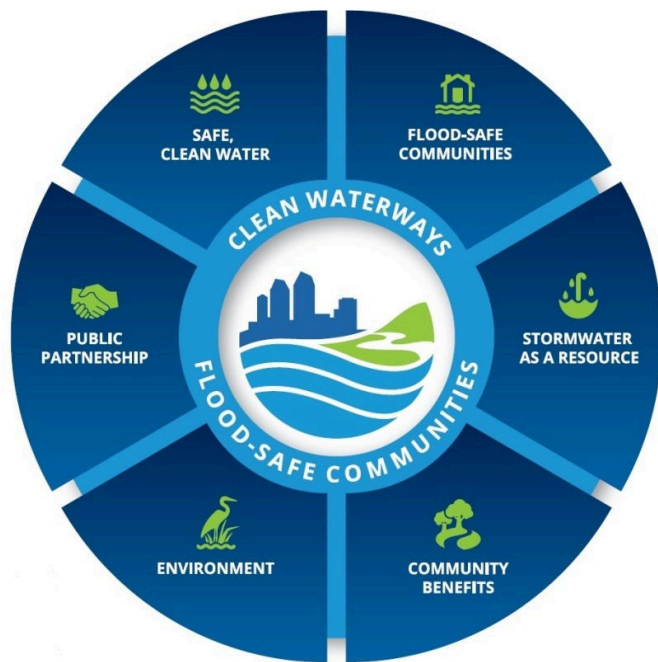 SAFE,
CLEAN WATER
FLOOD-SAFE
COMMUNITIES
CLEAN WATERWAYS
PUBLIC
PARTNERSHIP
STORMWATER
AS A RESOURCE
FLOOD-SAFE COMMUNITIES
ENVIRONMENT
COMMUNITY
BENEFITS